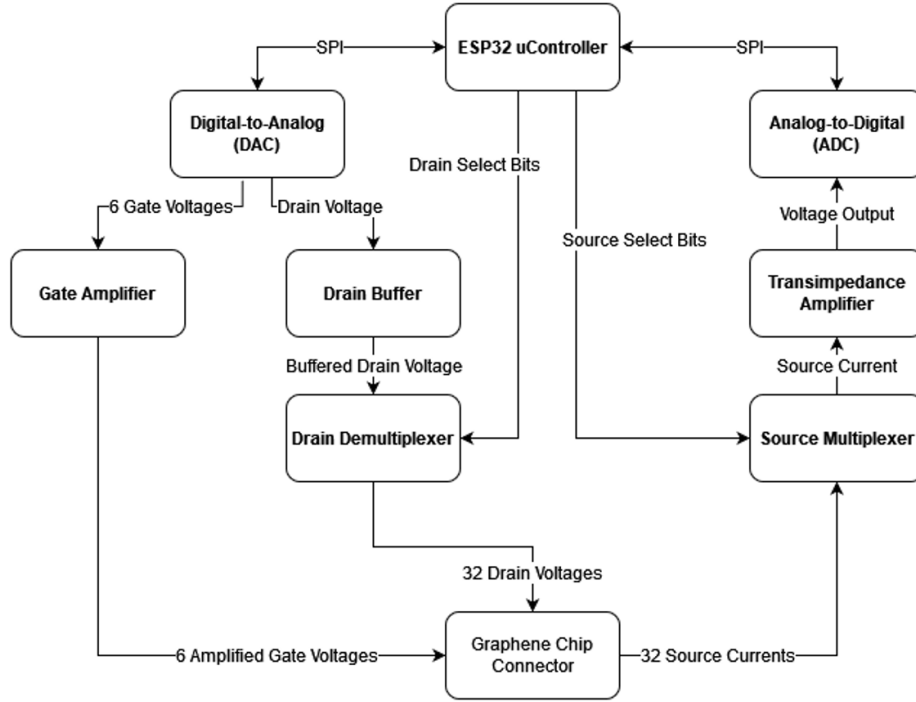 SPI
ESP32 uController
SPI
Digital-to-Analog
(DAC)
Analog-to-Digital
(ADC)
Drain Select Bits
6 Gate Voltages
Drain Voltage
Voltage Output
Source Select Bits
Gate Amplifier
Drain Buffer
Transimpedance
Amplifier
Buffered Drain Voltage
Source Current
Drain Demultiplexer
Source Multiplexer
32 Drain Voltages
6 Amplified Gate Voltages
Graphene Chip
Connector
32 Source Currents